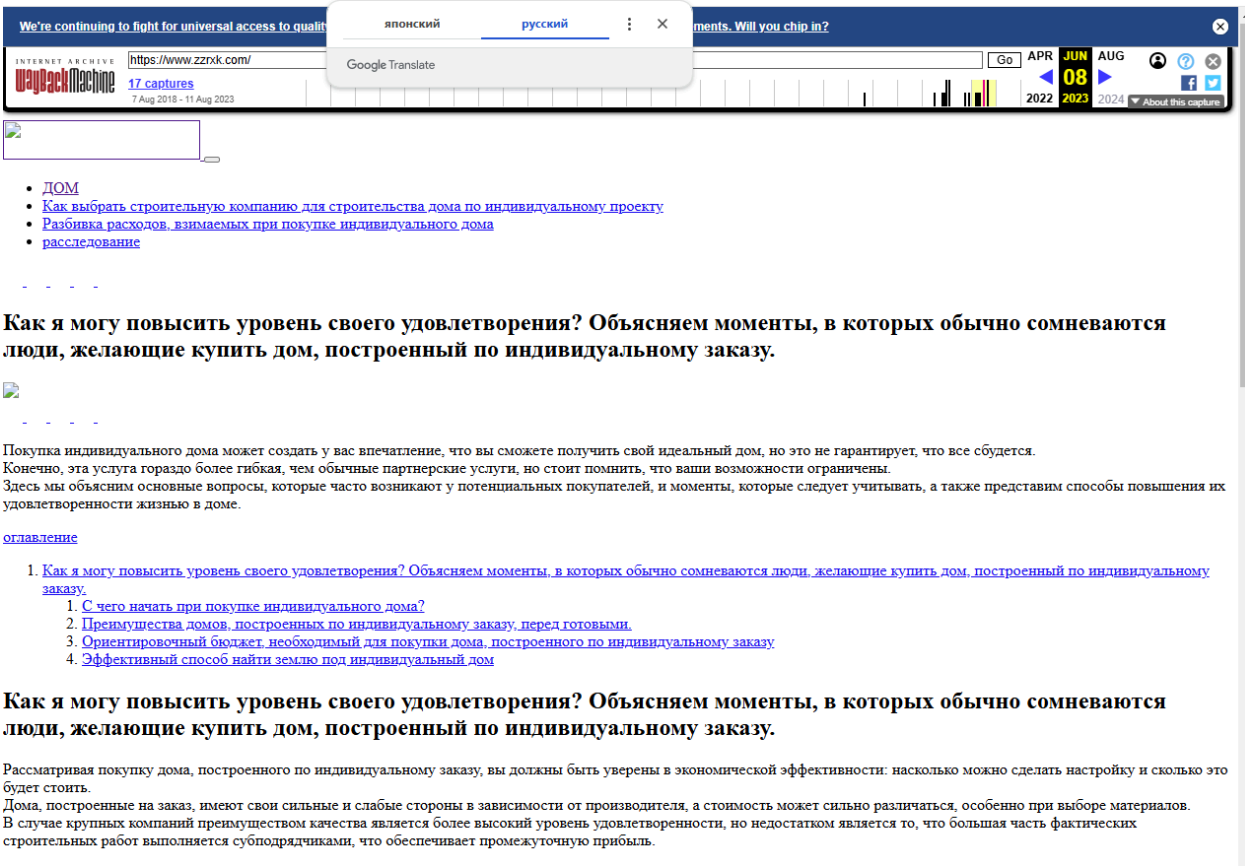 We're continuing to fight for universal access to quality
ments. Will you chip in?
японский
русский
Google Translate
INTERNET ARCHIVE
WayBackMachine
https://www.zzrxk.com/
Go
17 captures
7 Aug 2018 - 11 Aug 2023
APR JUN AUG
08
2022 2023 2024
About this capture
ДОМ
Как выбрать строительную компанию для строительства дома по индивидуальному проекту
Разбивка расходов, взимаемых при покупке индивидуального дома
расследование
Как я могу повысить уровень своего удовлетворения? Объясняем моменты, в которых обычно сомневаются
люди, желающие купить дом, построенный по индивидуальному заказу.
Покупка индивидуального дома может создать у вас впечатление, что вы сможете получить свой идеальный дом, но это не гарантирует, что все сбудется.
Конечно, эта услуга гораздо более гибкая, чем обычные партнерские услуги, но стоит помнить, что ваши возможности ограничены.
Здесь мы объясним основные вопросы, которые часто возникают у потенциальных покупателей, и моменты, которые следует учитывать, а также представим способы повышения их
удовлетворенности жизнью в доме.
оглавление
1. Как я могу повысить уровень своего удовлетворения? Объясняем моменты, в которых обычно сомневаются люди, желающие купить дом, построенный по индивидуальному
заказу.
1. С чего начать при покупке индивидуального дома?
2. Преимущества домов, построенных по индивидуальному заказу, перед готовыми.
3. Ориентировочный бюджет, необходимый для покупки дома, построенного по индивидуальному заказу
4. Эффективный способ найти землю под индивидуальный дом
Как я могу повысить уровень своего удовлетворения? Объясняем моменты, в которых обычно сомневаются
люди, желающие купить дом, построенный по индивидуальному заказу.
Рассматривая покупку дома, построенного по индивидуальному заказу, вы должны быть уверены в экономической эффективности: насколько можно сделать настройку и сколько это
будет стоить.
Дома, построенные на заказ, имеют свои сильные и слабые стороны в зависимости от производителя, а стоимость может сильно различаться, особенно при выборе материалов.
В случае крупных компаний преимуществом качества является более высокий уровень удовлетворенности, но недостатком является то, что большая часть фактических
строительных работ выполняется субподрядчиками, что обеспечивает промежуточную прибыль.